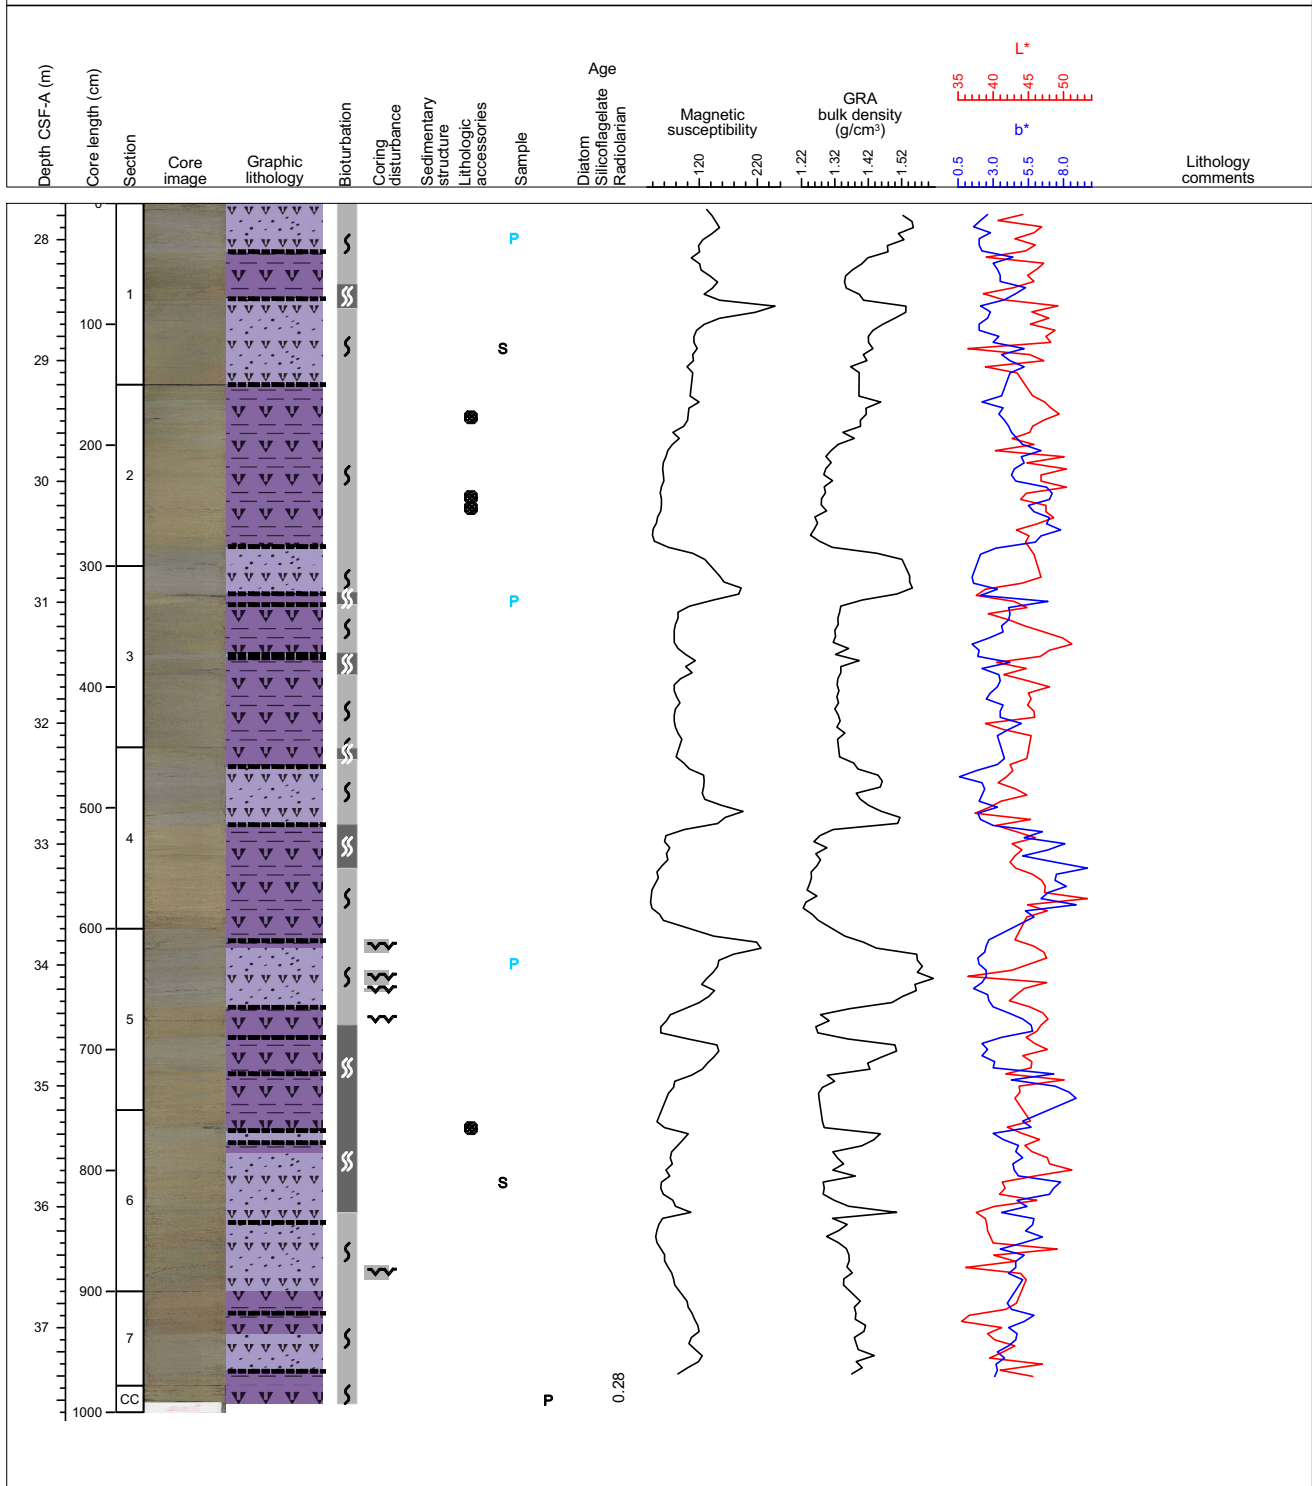 Depth CSF-A (m)
Core length (cm)
Section
Core
image
Graphic
lithology
Bioturbation
Coring
disturbance
Sedimentary
structure
Lithologic
accessories
Sample
Age
Diatom
Silicoflagelate
Radiolarian
Magnetic
susceptibility
120 220
GRA
bulk density
(g/cm³)
1.22 1.32 1.42 1.52
L*
35 40 45 50
b*
0.5 3.0 5.5 8.0
Lithology
comments
0
28 P
1
100
29 S
200
2
30
300
31 P
3
400
32
500
4
33
600
34 P
5
700
35
800
S
6
36
900
37
7
CC P 0.28
1000